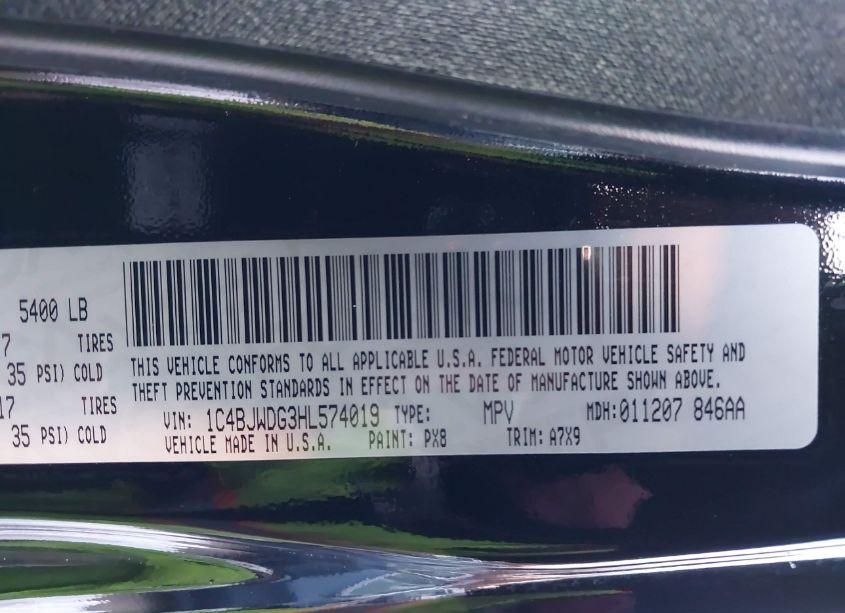 5400 LB
7 TIRES
35 PSI) COLD
17 TIRES
35 PSI) COLD
THIS VEHICLE CONFORMS TO ALL APPLICABLE U.S.A. FEDERAL MOTOR VEHICLE SAFETY AND
THEFT PREVENTION STANDARDS IN EFFECT ON THE DATE OF MANUFACTURE SHOWN ABOVE.
VIN: 1C4BJWDG3HL574019 TYPE: MPV MDH:011207 846AA
VEHICLE MADE IN U.S.A. PAINT: PX8 TRIM: A7X9